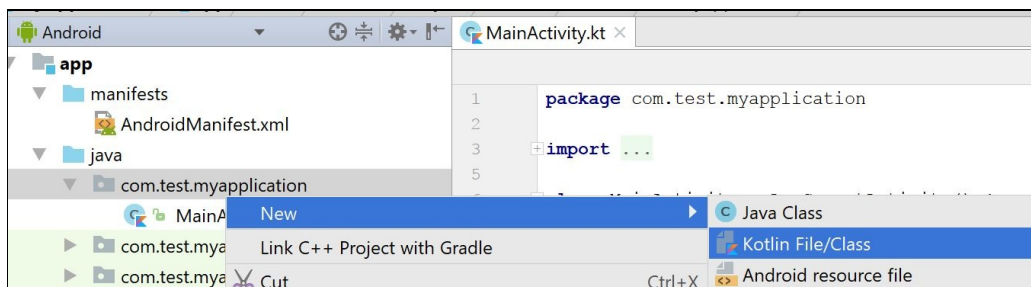 Android
MainActivity.kt
app
manifests
AndroidManifest.xml
java
com.test.myapplication
MainA
com.test.mya
com.test.mya
1 package com.test.myapplication
2
3 import ...
5
New
Link C++ Project with Gradle
Cut Ctrl+X
Java Class
Kotlin File/Class
Android resource file